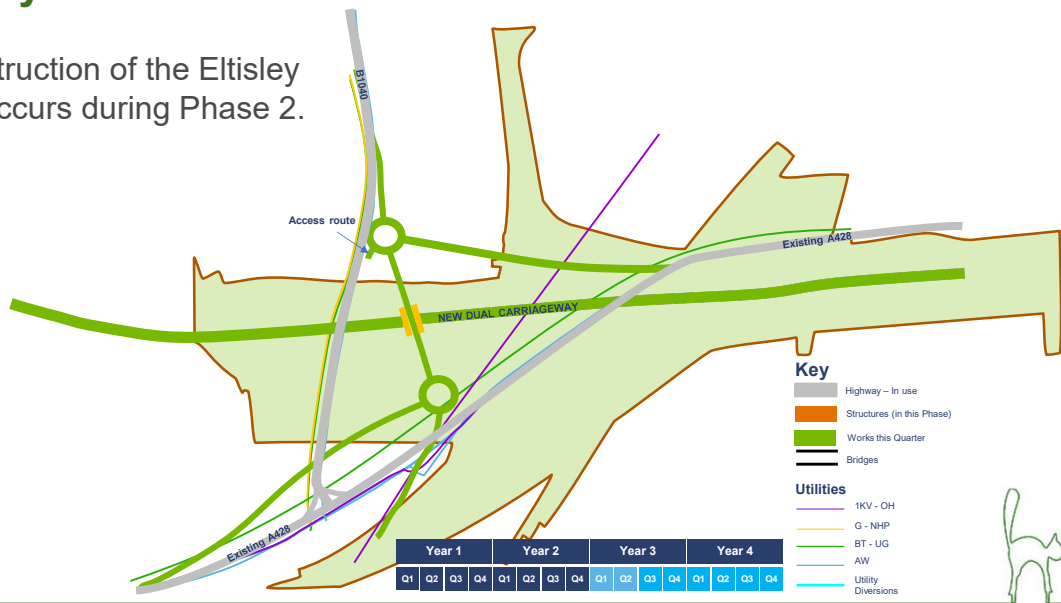 y
truction of the Eltisley
ccurs during Phase 2.
B1040
Access route
Existing A428
NEW DUAL CARRIAGEWAY
Existing A428
Key
Highway – In use
Structures (in this Phase)
Works this Quarter
Bridges
Utilities
1KV - OH
G - NHP
BT - UG
AW
Utility
Diversions
Year 1 Year 2 Year 3 Year 4
Q1 Q2 Q3 Q4 Q1 Q2 Q3 Q4 Q1 Q2 Q3 Q4 Q1 Q2 Q3 Q4